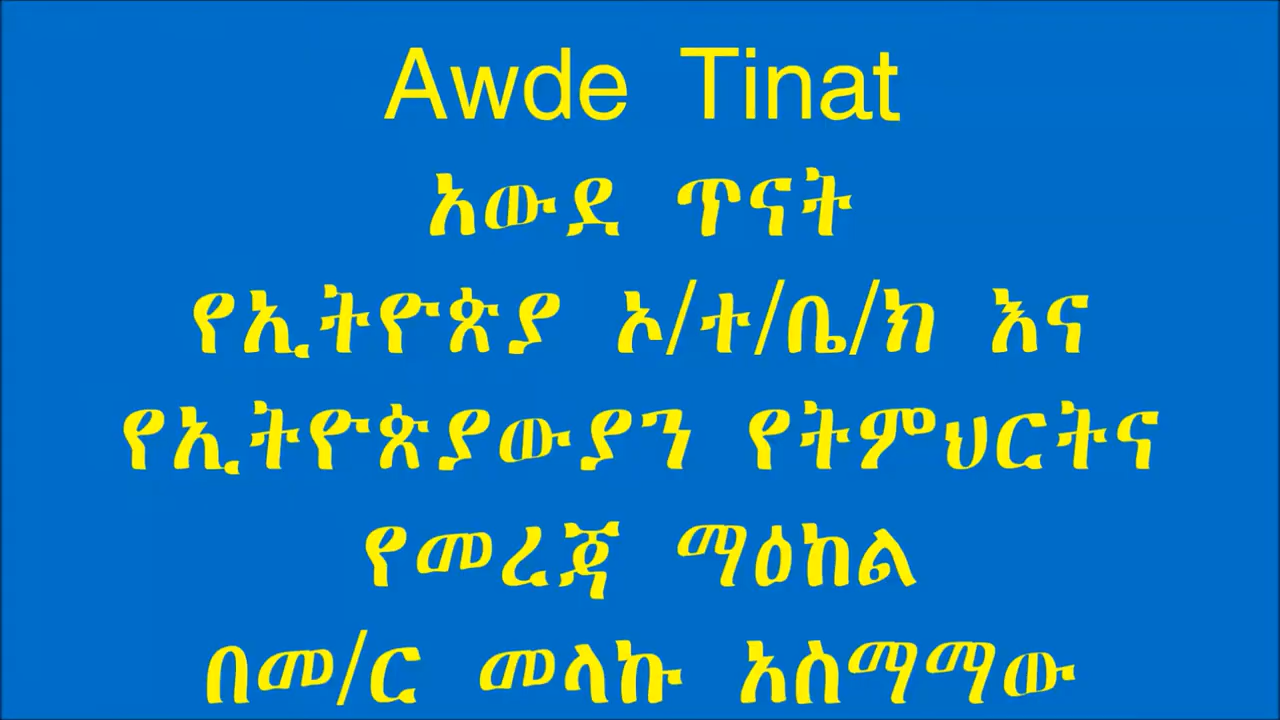 Awde Tinat
አውደ ጥናት
የኢትዮጵያ ኦ/ተ/ቤ/ክ እና
የኢትዮጵያውያን የትምህርትና
የመረጃ ማዕከል
በመ/ር መላኩ አስማማው